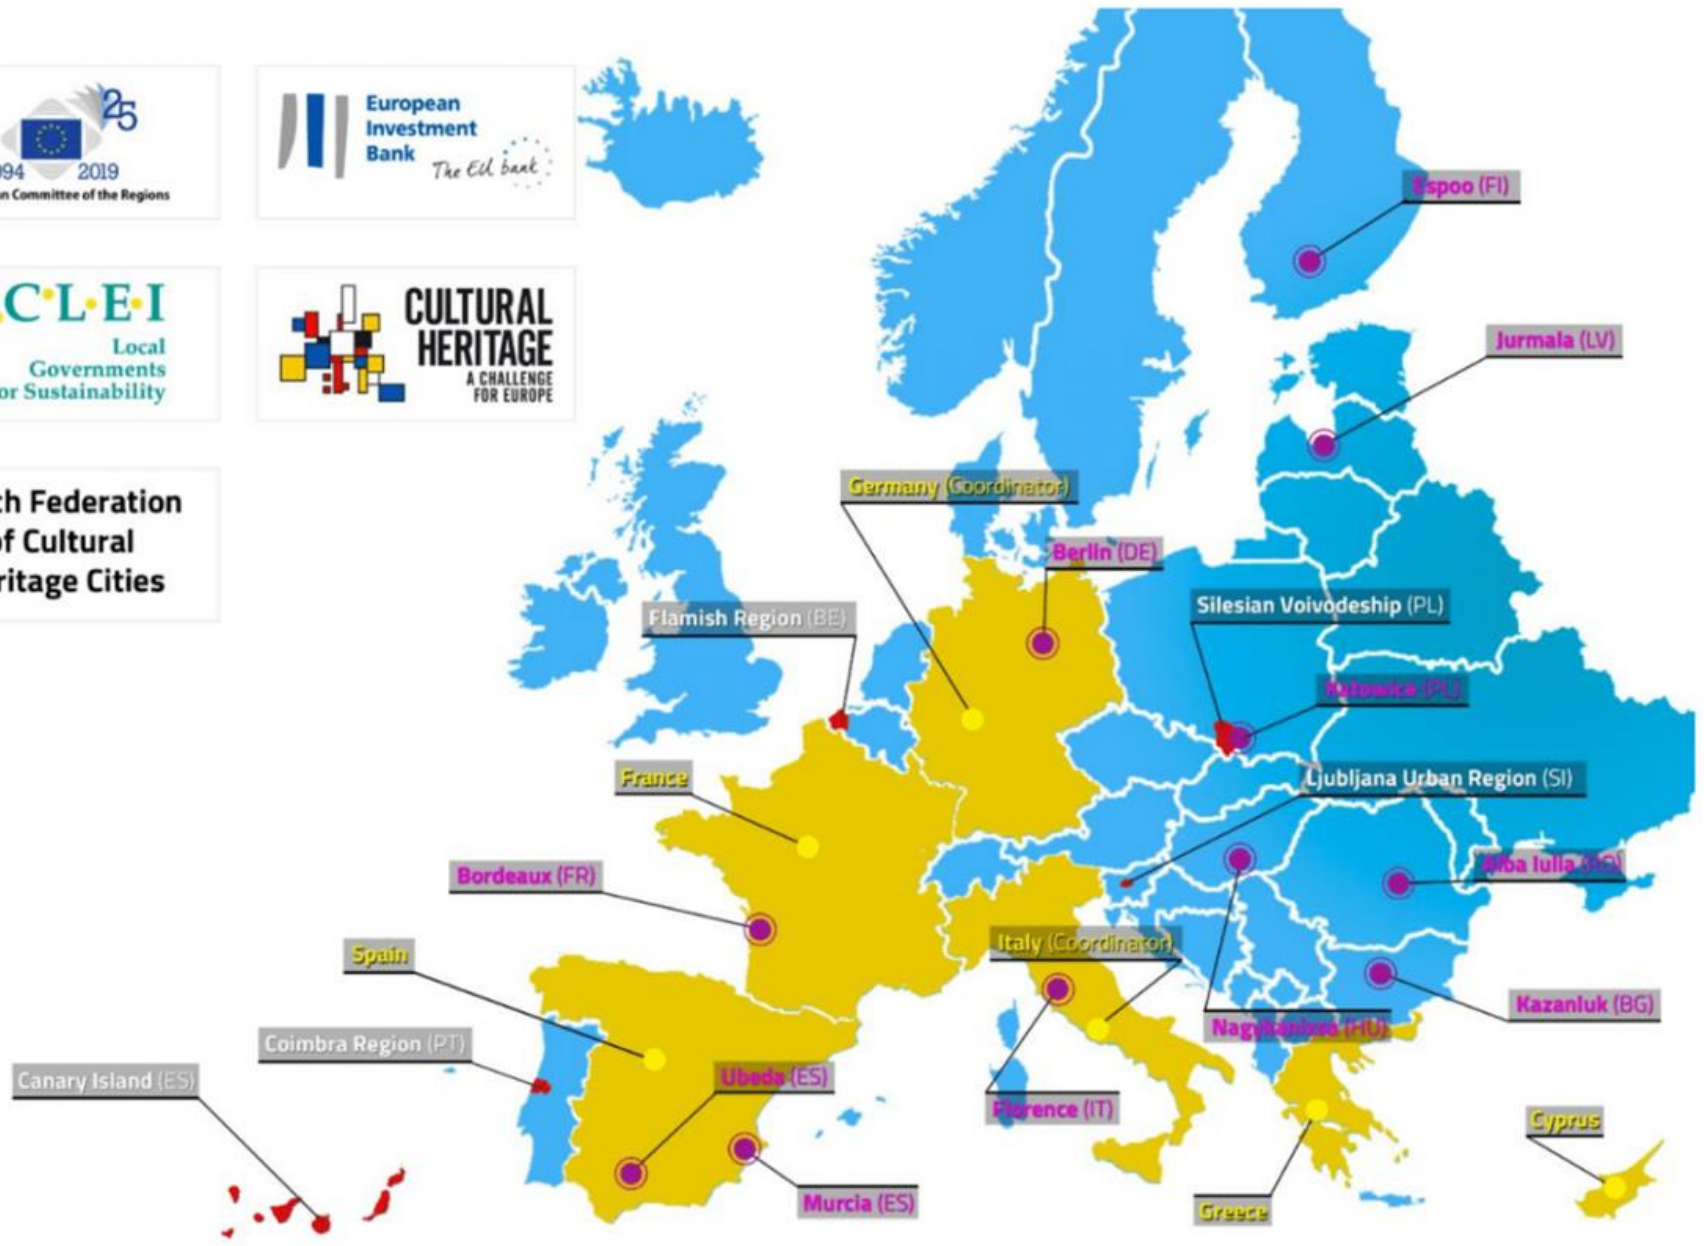 25
94 2019
n Committee of the Regions
European
Investment
Bank
The EU bank
C·L·E·I
Local
Governments
or Sustainability
CULTURAL
HERITAGE
A CHALLENGE
FOR EUROPE
h Federation
of Cultural
ritage Cities
Espoo (FI)
Jurmala (LV)
Germany (Coordinator)
Berlin (DE)
Flamish Region (BE)
Silesian Voivodeship (PL)
Katowice (PL)
France
Ljubljana Urban Region (SI)
Bordeaux (FR)
Alba Iulia (RO)
Spain
Italy (Coordinator)
Kazanluk (BG)
Nagykanizsa (HU)
Coimbra Region (PT)
Canary Island (ES)
Ubeda (ES)
Florence (IT)
Cyprus
Murcia (ES)
Greece